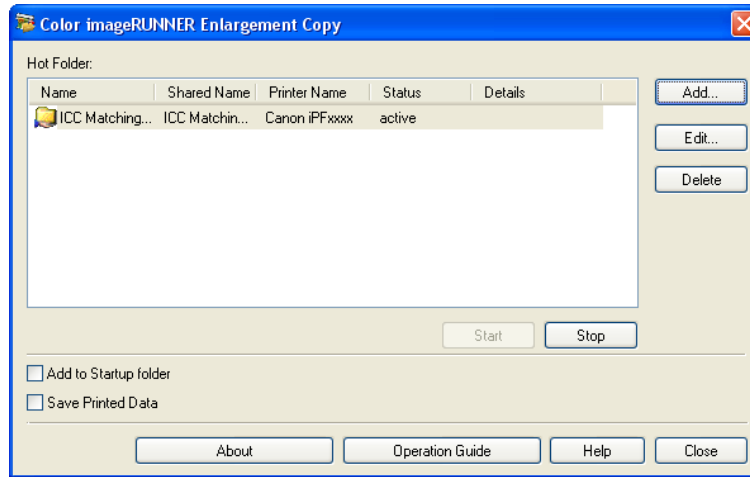 Color imageRUNNER Enlargement Copy
Hot Folder:
Name Shared Name Printer Name Status Details
ICC Matching... ICC Matchin... Canon iPFxxxx active
Add...
Edit...
Delete
Start Stop
Add to Startup folder
Save Printed Data
About Operation Guide Help Close